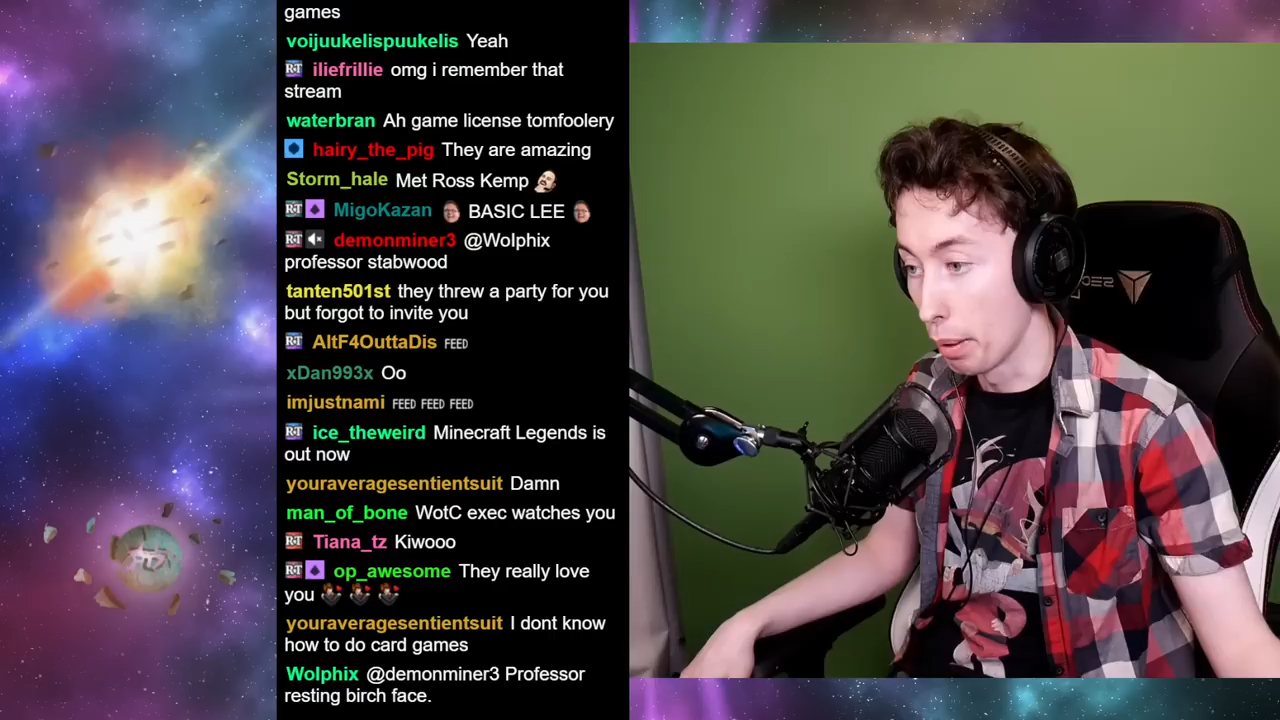 games
voijuukelispuukelis Yeah
iliefrillie omg i remember that
stream
waterbran Ah game license tomfoolery
hairy_the_pig They are amazing
Storm_hale Met Ross Kemp
MigoKazan BASIC LEE
demonminer3 @Wolphix
professor stabwood
tanten501st they threw a party for you
but forgot to invite you
AltF4OuttaDis FEED
xDan993x Oo
imjustnami FEED FEED FEED
ice_theweird Minecraft Legends is
out now
youraveragesentientsuit Damn
man_of_bone WotC exec watches you
Tiana_tz Kiwooo
op_awesome They really love
you
youraveragesentientsuit I dont know
how to do card games
Wolphix @demonminer3 Professor
resting birch face.